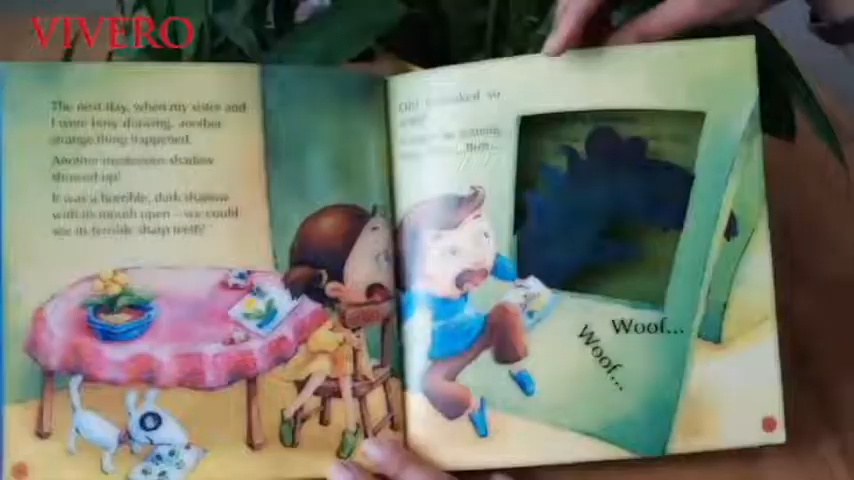 VIVERO
The next day, when my sister and
I were busy drawing, another
strange thing happened.
Another mysterious shadow
showed up!
It was a horrible, dark shadow
with its mouth open – we could
see its terrible sharp teeth!
so
Woof...
Woof...